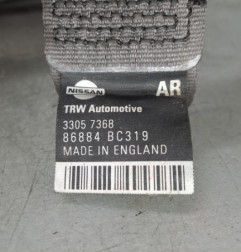 NISSAN AR
TRW Automotive
3305 7368
86884 BC319
MADE IN ENGLAND